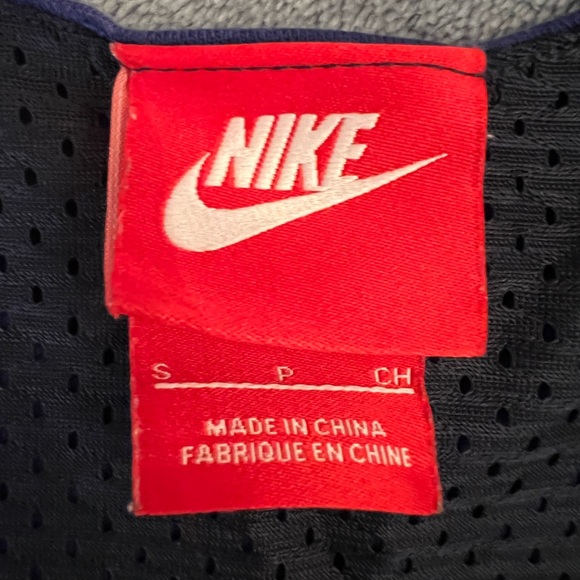 NIKE
S P CH
MADE IN CHINA
FABRIQUE EN CHINE